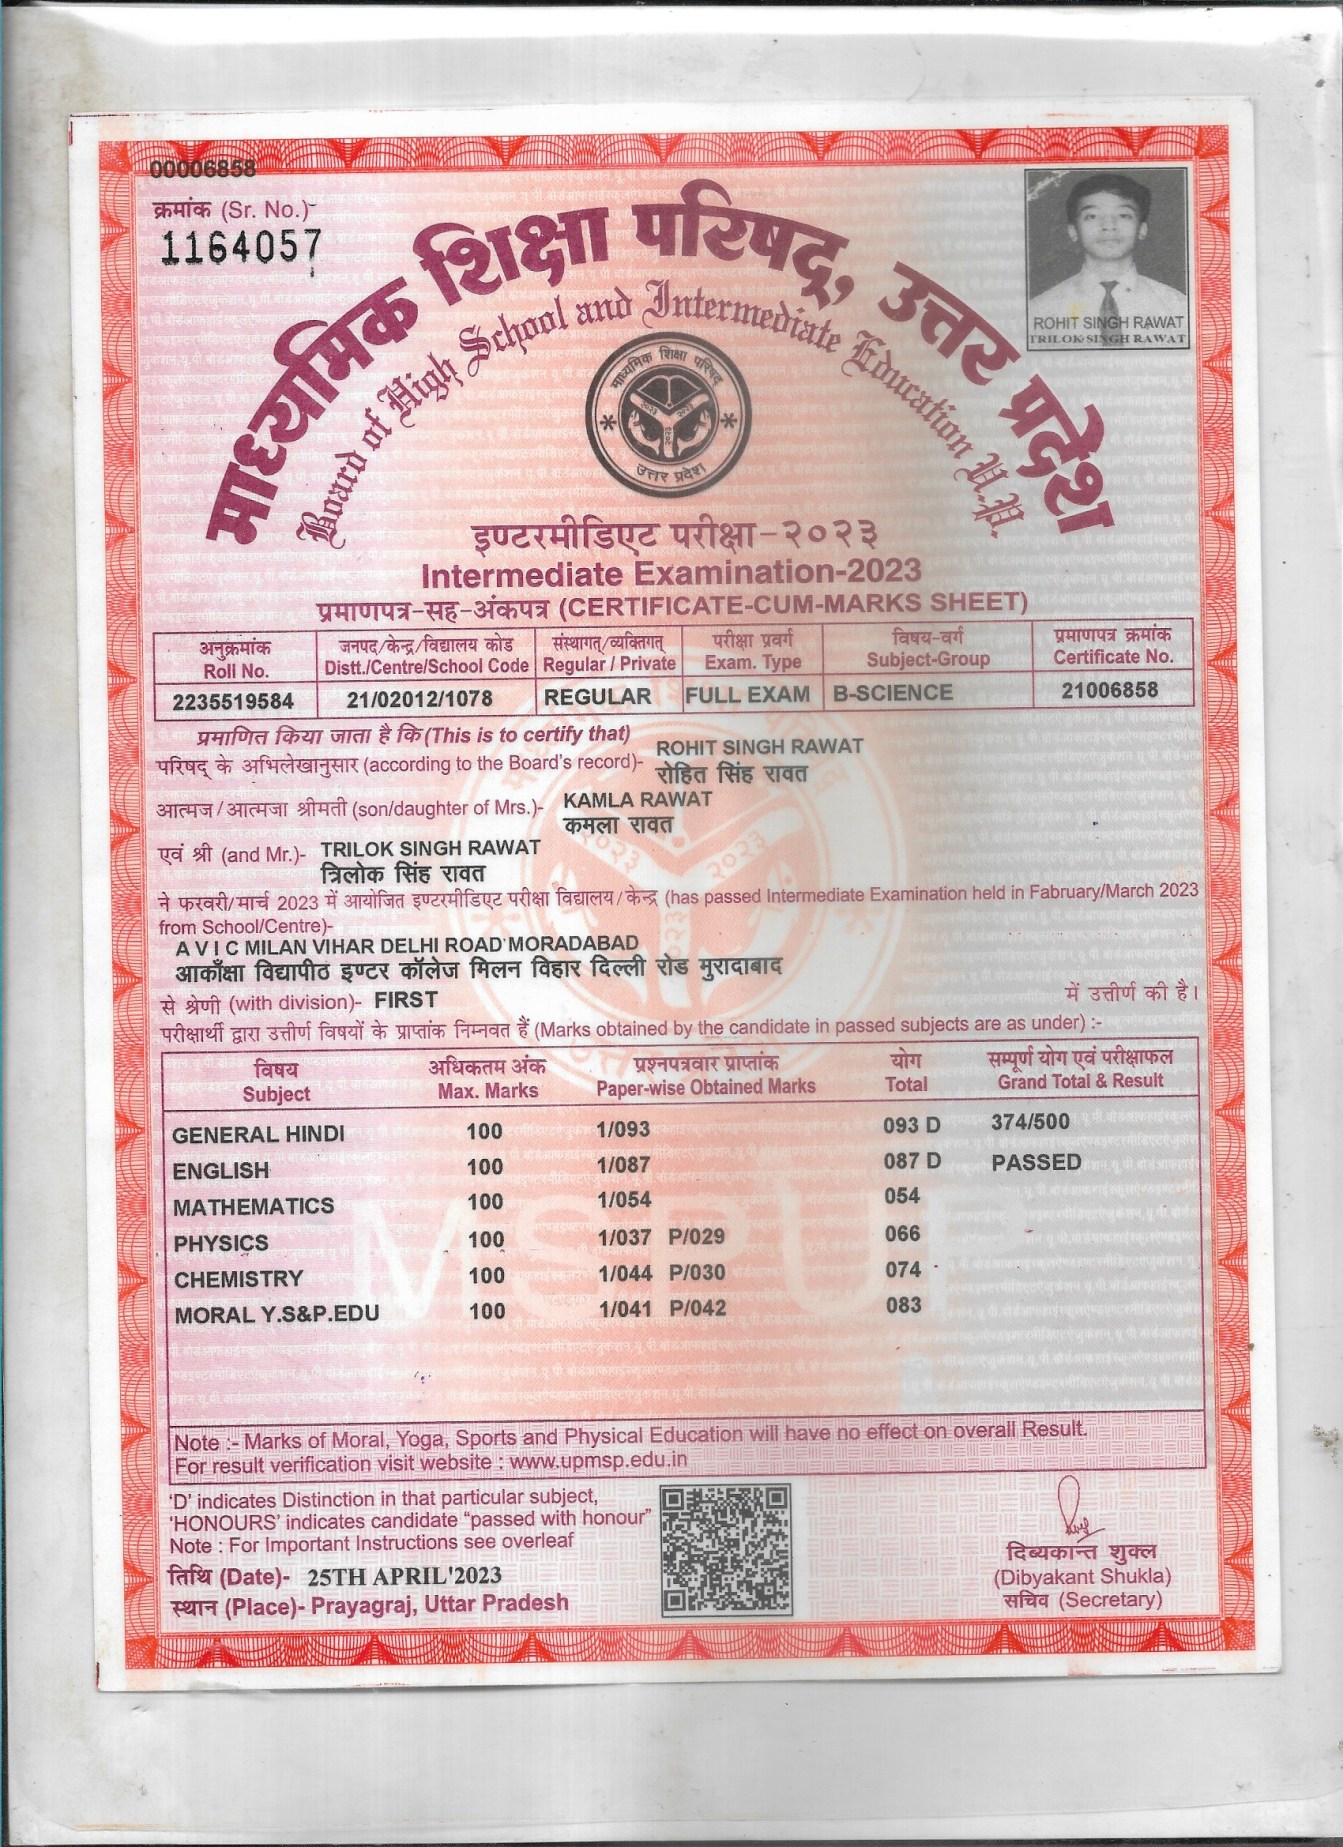 00006858
क्रमांक (Sr. No.)-
1164057
माध्यमिक शिक्षा परिषद्, उत्तर प्रदेश
Board of High School and Intermediate Education U.P.
ROHIT SINGH RAWAT
TRILOK SINGH RAWAT
माध्यमिक शिक्षा परिषद्
२०२३ २०२३
२०२३
उत्तर प्रदेश
इण्टरमीडिएट परीक्षा-२०२३
Intermediate Examination-2023
प्रमाणपत्र-सह-अंकपत्र (CERTIFICATE-CUM-MARKS SHEET)
अनुक्रमांक जनपद/केन्द्र/विद्यालय कोड संस्थागत्/व्यक्तिगत् परीक्षा प्रवर्ग विषय-वर्ग प्रमाणपत्र क्रमांक
Roll No. Distt./Centre/School Code Regular / Private Exam. Type Subject-Group Certificate No.
2235519584 21/02012/1078 REGULAR FULL EXAM B-SCIENCE 21006858
प्रमाणित किया जाता है कि (This is to certify that)
परिषद् के अभिलेखानुसार (according to the Board's record)- ROHIT SINGH RAWAT
रोहित सिंह रावत
आत्मज/आत्मजा श्रीमती (son/daughter of Mrs.)- KAMLA RAWAT
कमला रावत
एवं श्री (and Mr.)- TRILOK SINGH RAWAT
त्रिलोक सिंह रावत
ने फरवरी/मार्च 2023 में आयोजित इण्टरमीडिएट परीक्षा विद्यालय/केन्द्र (has passed Intermediate Examination held in Fabruary/March 2023
from School/Centre)-
A V I C MILAN VIHAR DELHI ROAD MORADABAD
आकाँक्षा विद्यापीठ इण्टर कॉलेज मिलन विहार दिल्ली रोड मुरादाबाद
से श्रेणी (with division)- FIRST में उत्तीर्ण की है।
परीक्षार्थी द्वारा उत्तीर्ण विषयों के प्राप्तांक निम्नवत हैं (Marks obtained by the candidate in passed subjects are as under) :-
विषय अधिकतम अंक प्रश्नपत्रवार प्राप्तांक योग सम्पूर्ण योग एवं परीक्षाफल
Subject Max. Marks Paper-wise Obtained Marks Total Grand Total & Result
GENERAL HINDI 100 1/093 093 D 374/500
ENGLISH 100 1/087 087 D PASSED
MATHEMATICS 100 1/054 054
PHYSICS 100 1/037 P/029 066
CHEMISTRY 100 1/044 P/030 074
MORAL Y.S&P.EDU 100 1/041 P/042 083
Note :- Marks of Moral, Yoga, Sports and Physical Education will have no effect on overall Result.
For result verification visit website : www.upmsp.edu.in
'D' indicates Distinction in that particular subject,
'HONOURS' indicates candidate "passed with honour"
Note : For Important Instructions see overleaf
तिथि (Date)- 25TH APRIL'2023
स्थान (Place)- Prayagraj, Uttar Pradesh
दिब्यकान्त शुक्ल
(Dibyakant Shukla)
सचिव (Secretary)